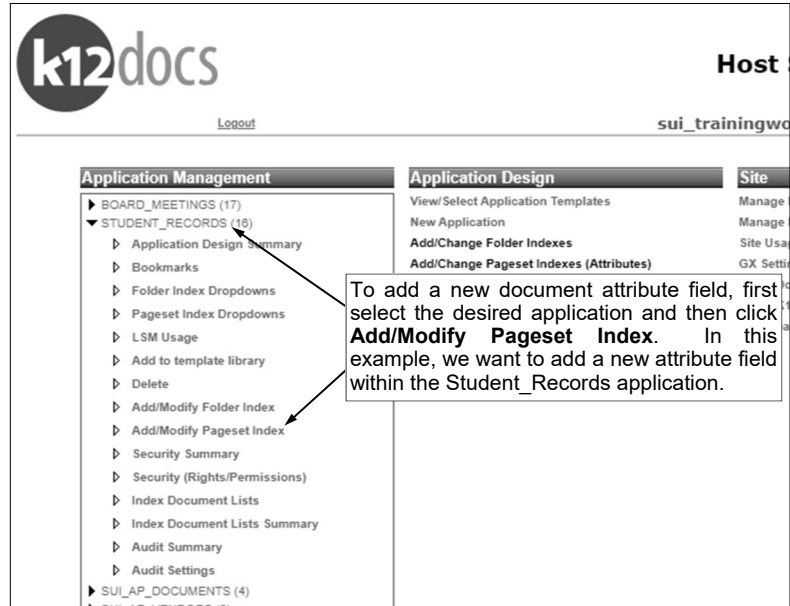 k12docs
Host
Logout
sui_trainingwo
Application Management
BOARD_MEETINGS (17)
STUDENT_RECORDS (16)
Application Design Summary
Bookmarks
Folder Index Dropdowns
Pageset Index Dropdowns
LSM Usage
Add to template library
Delete
Add/Modify Folder Index
Add/Modify Pageset Index
Security Summary
Security (Rights/Permissions)
Index Document Lists
Index Document Lists Summary
Audit Summary
Audit Settings
SUI_AP_DOCUMENTS (4)
Application Design
View/Select Application Templates
New Application
Add/Change Folder Indexes
Add/Change Pageset Indexes (Attributes)
Site
Manage
Manage
Site Usag
GX Settin
To add a new document attribute field, first
select the desired application and then click
Add/Modify Pageset Index. In this
example, we want to add a new attribute field
within the Student_Records application.